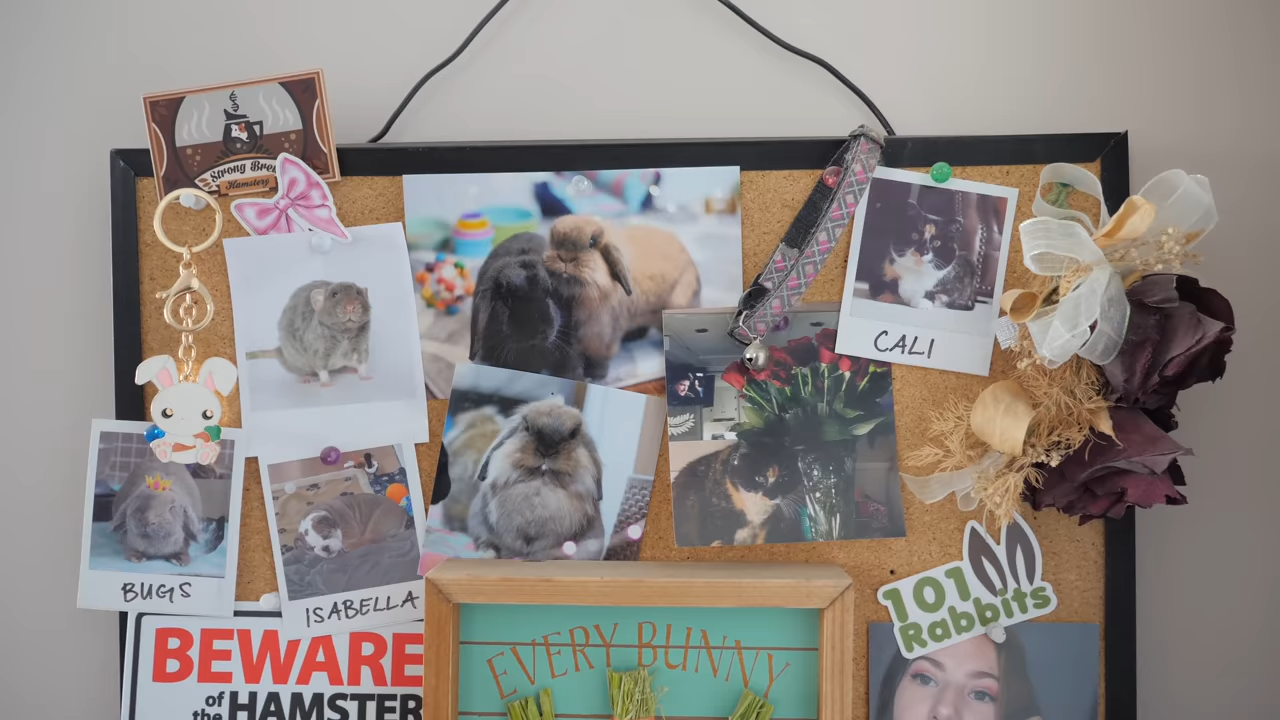 Strong Brew
Hamstery
CALI
BUGS
ISABELLA
101
Rabbits
BEWARE
of
the HAMSTER
EVERY BUNNY